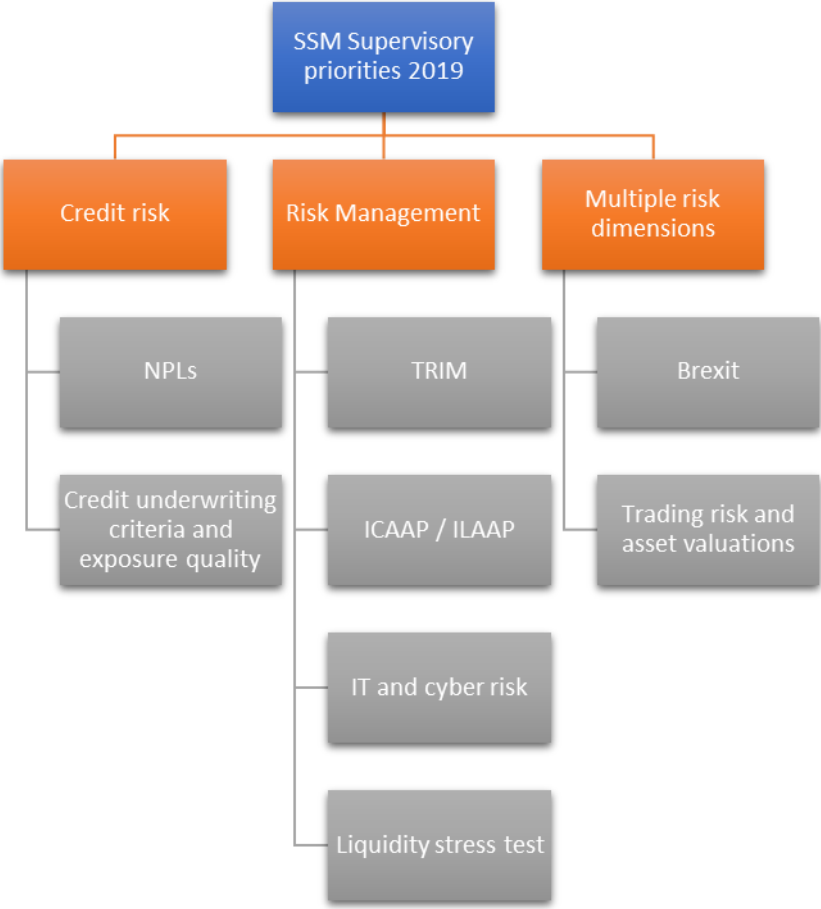 SSM Supervisory
priorities 2019
Credit risk
Risk Management
Multiple risk
dimensions
NPLs
TRIM
Brexit
Credit underwriting
criteria and
exposure quality
ICAAP / ILAAP
Trading risk and
asset valuations
IT and cyber risk
Liquidity stress test